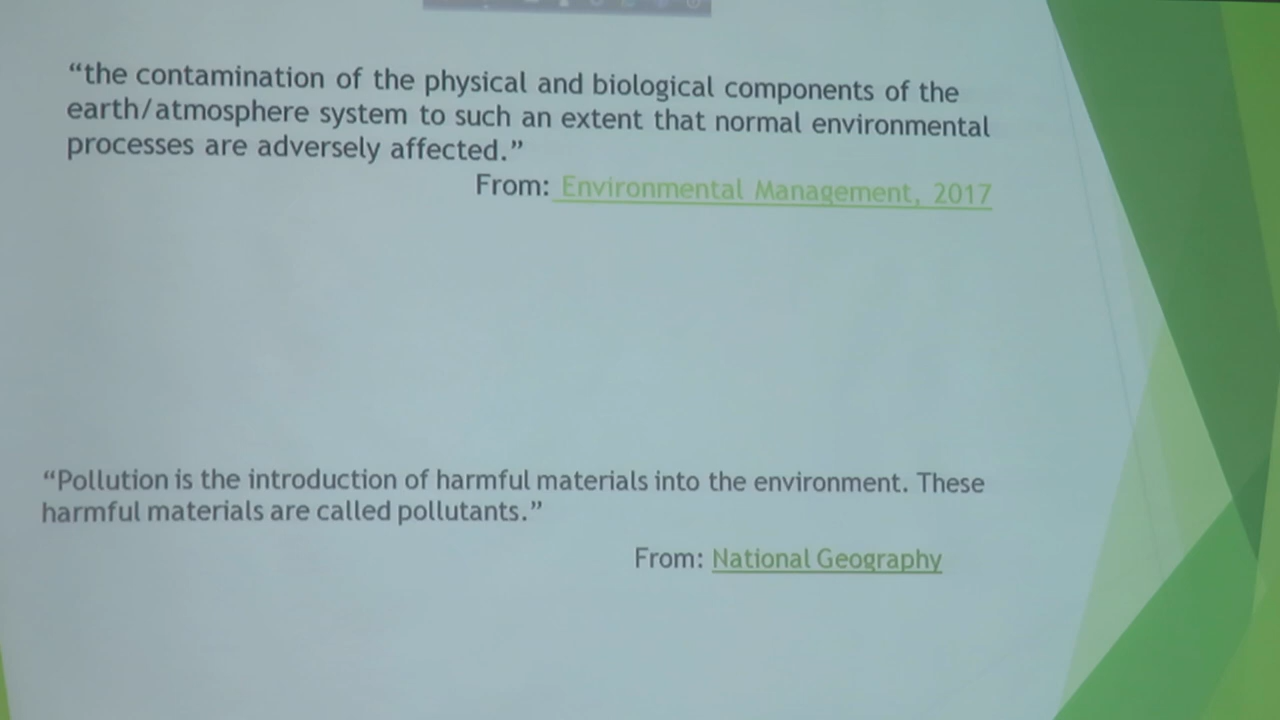 “the contamination of the physical and biological components of the
earth/atmosphere system to such an extent that normal environmental
processes are adversely affected.”
From: Environmental Management, 2017
“Pollution is the introduction of harmful materials into the environment. These
harmful materials are called pollutants.”
From: National Geography